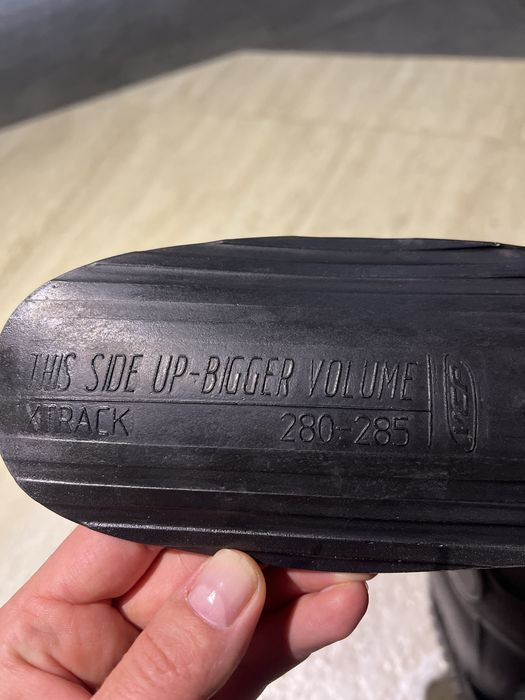 THIS SIDE UP-BIGGER VOLUME
XTRACK 280-285